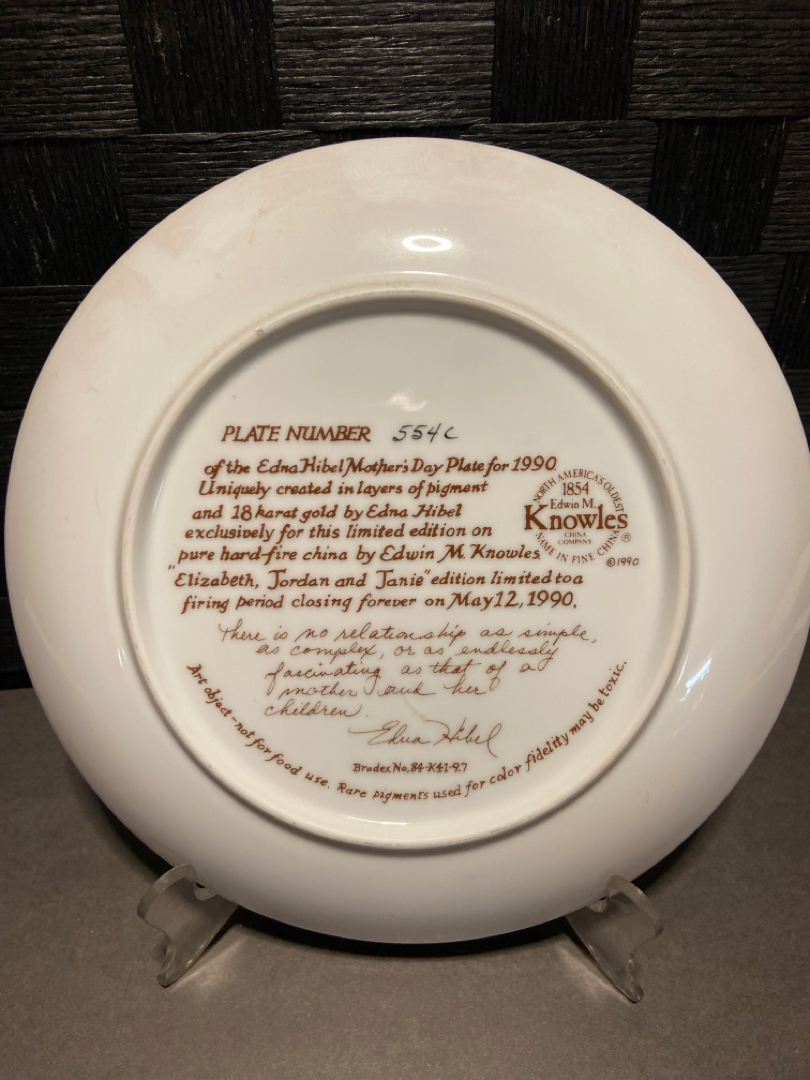 PLATE NUMBER 554C
of the Edna Hibel Mother's Day Plate for 1990.
Uniquely created in layers of pigment
and 18 karat gold by Edna Hibel
exclusively for this limited edition on
pure hard-fire china by Edwin M. Knowles.
"Elizabeth, Jordan and Janie" edition limited to a
firing period closing forever on May 12, 1990.
NORTH AMERICA'S OLDEST
1854
Edwin M.
Knowles
CHINA
COMPANY
®
NAME IN FINE CHINA
©1990
There is no relationship as simple,
as complex, or as endlessly
fascinating as that of a
mother and her
children.
Edna Hibel
Bradex No. 84-K41-9.7
Art object-not for food use. Rare pigments used for color fidelity may be toxic.